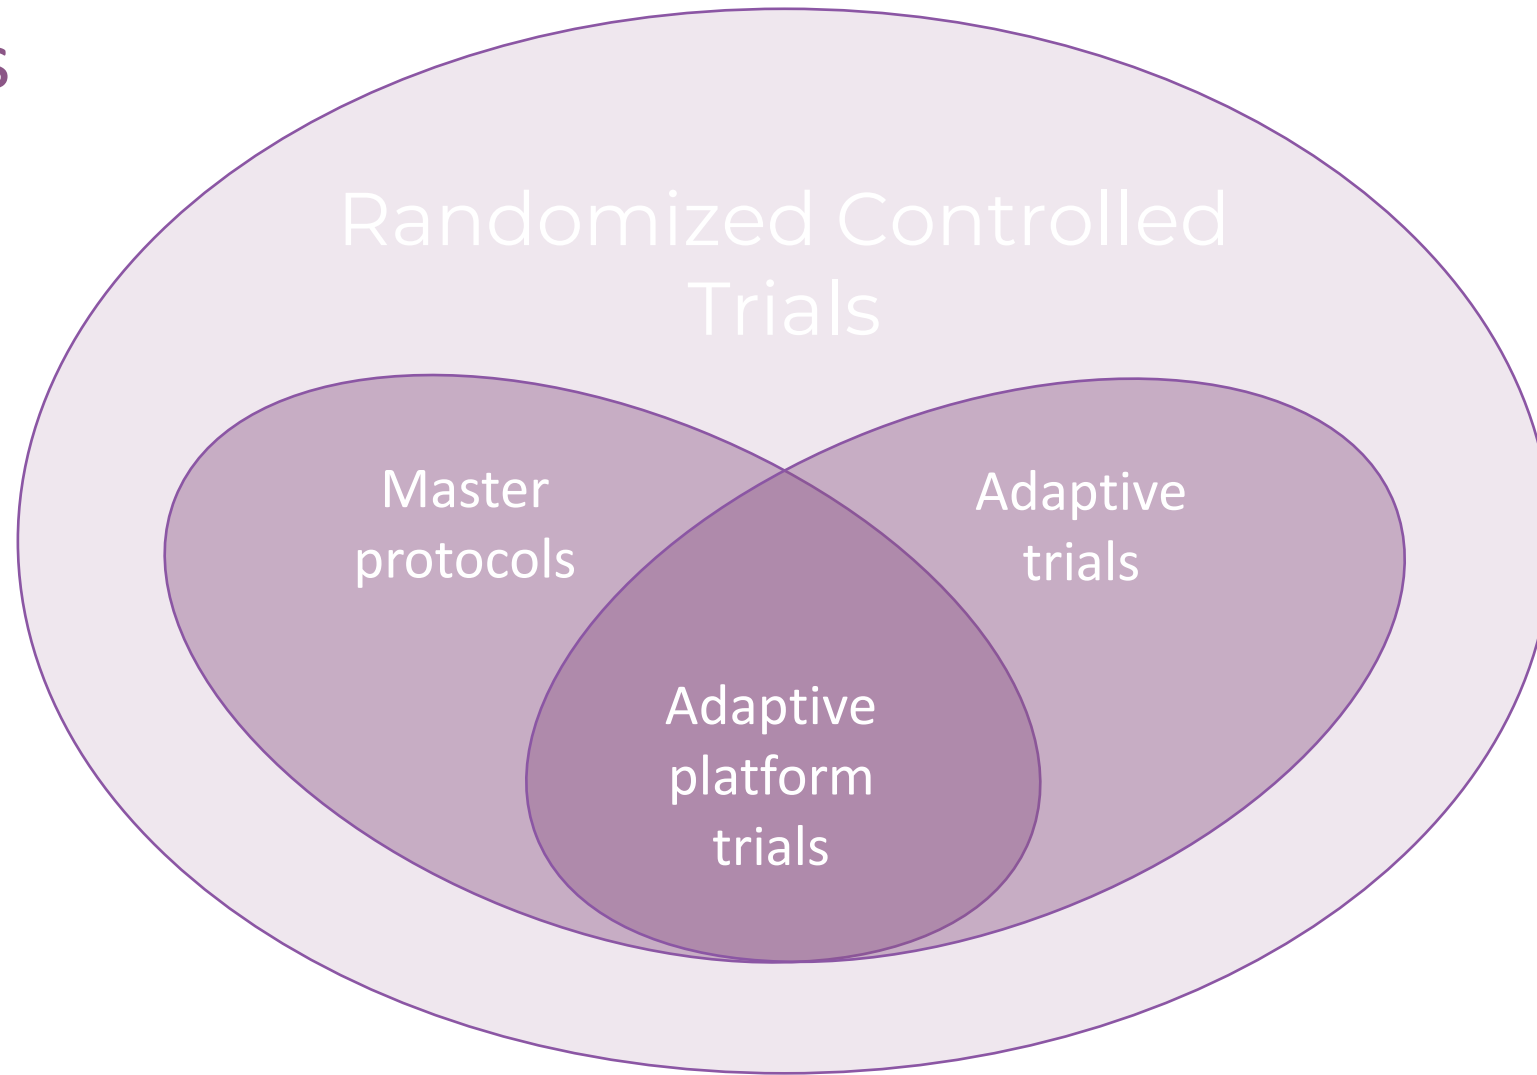 s
Randomized Controlled
Trials
Master
protocols
Adaptive
trials
Adaptive
platform
trials